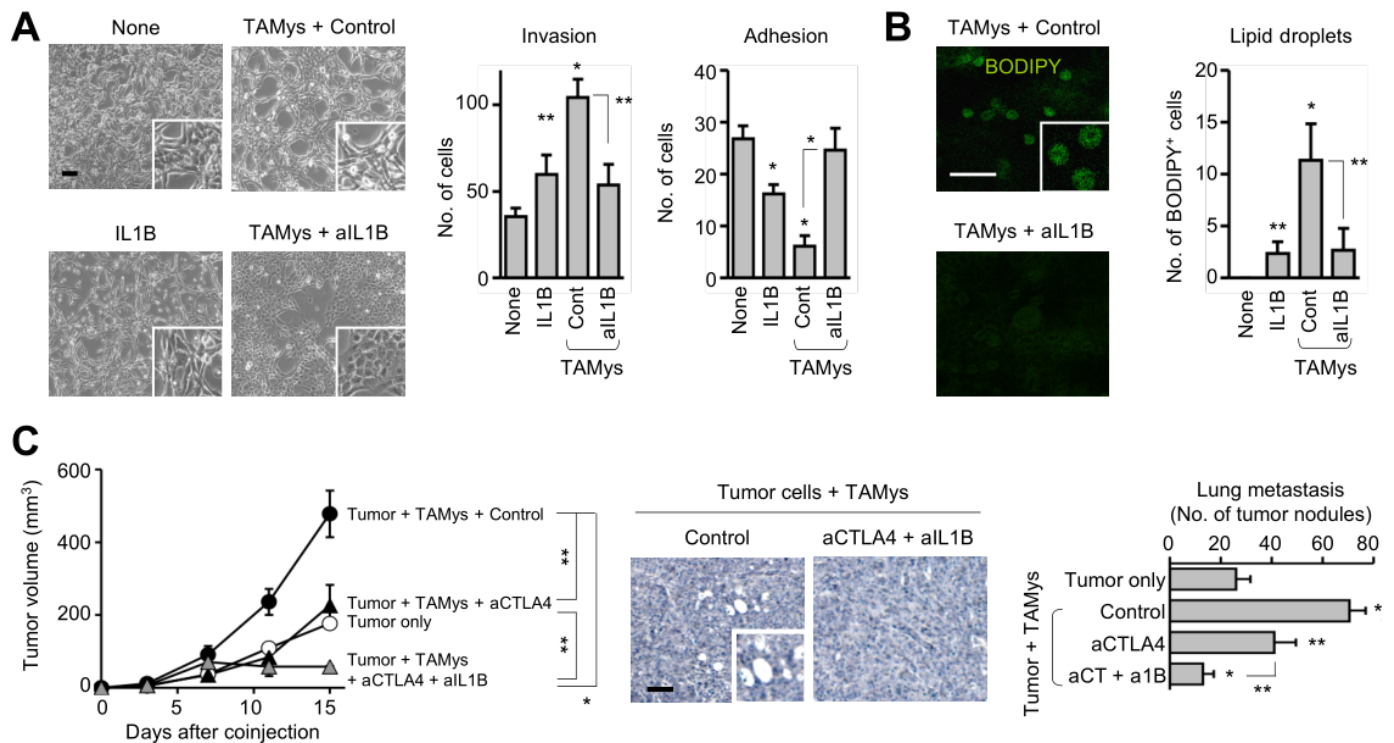 A
None
TAMys + Control
IL1B
TAMys + aIL1B
Invasion
No. of cells
100
50
0
*
**
**
None
IL1B
Cont
aIL1B
TAMys
Adhesion
No. of cells
40
30
20
10
0
*
*
*
None
IL1B
Cont
aIL1B
TAMys
B
TAMys + Control
BODIPY
TAMys + aIL1B
Lipid droplets
No. of BODIPY+ cells
20
15
10
5
0
*
**
**
None
IL1B
Cont
aIL1B
TAMys
C
Tumor volume (mm3)
600
400
200
0
0
5
10
15
Days after coinjection
Tumor + TAMys + Control
Tumor + TAMys + aCTLA4
Tumor only
Tumor + TAMys
+ aCTLA4 + aIL1B
**
**
*
Tumor cells + TAMys
Control
aCTLA4 + aIL1B
Lung metastasis
(No. of tumor nodules)
0
20
40
60
80
Tumor + TAMys
Tumor only
Control
*
aCTLA4
**
aCT + a1B
*
**